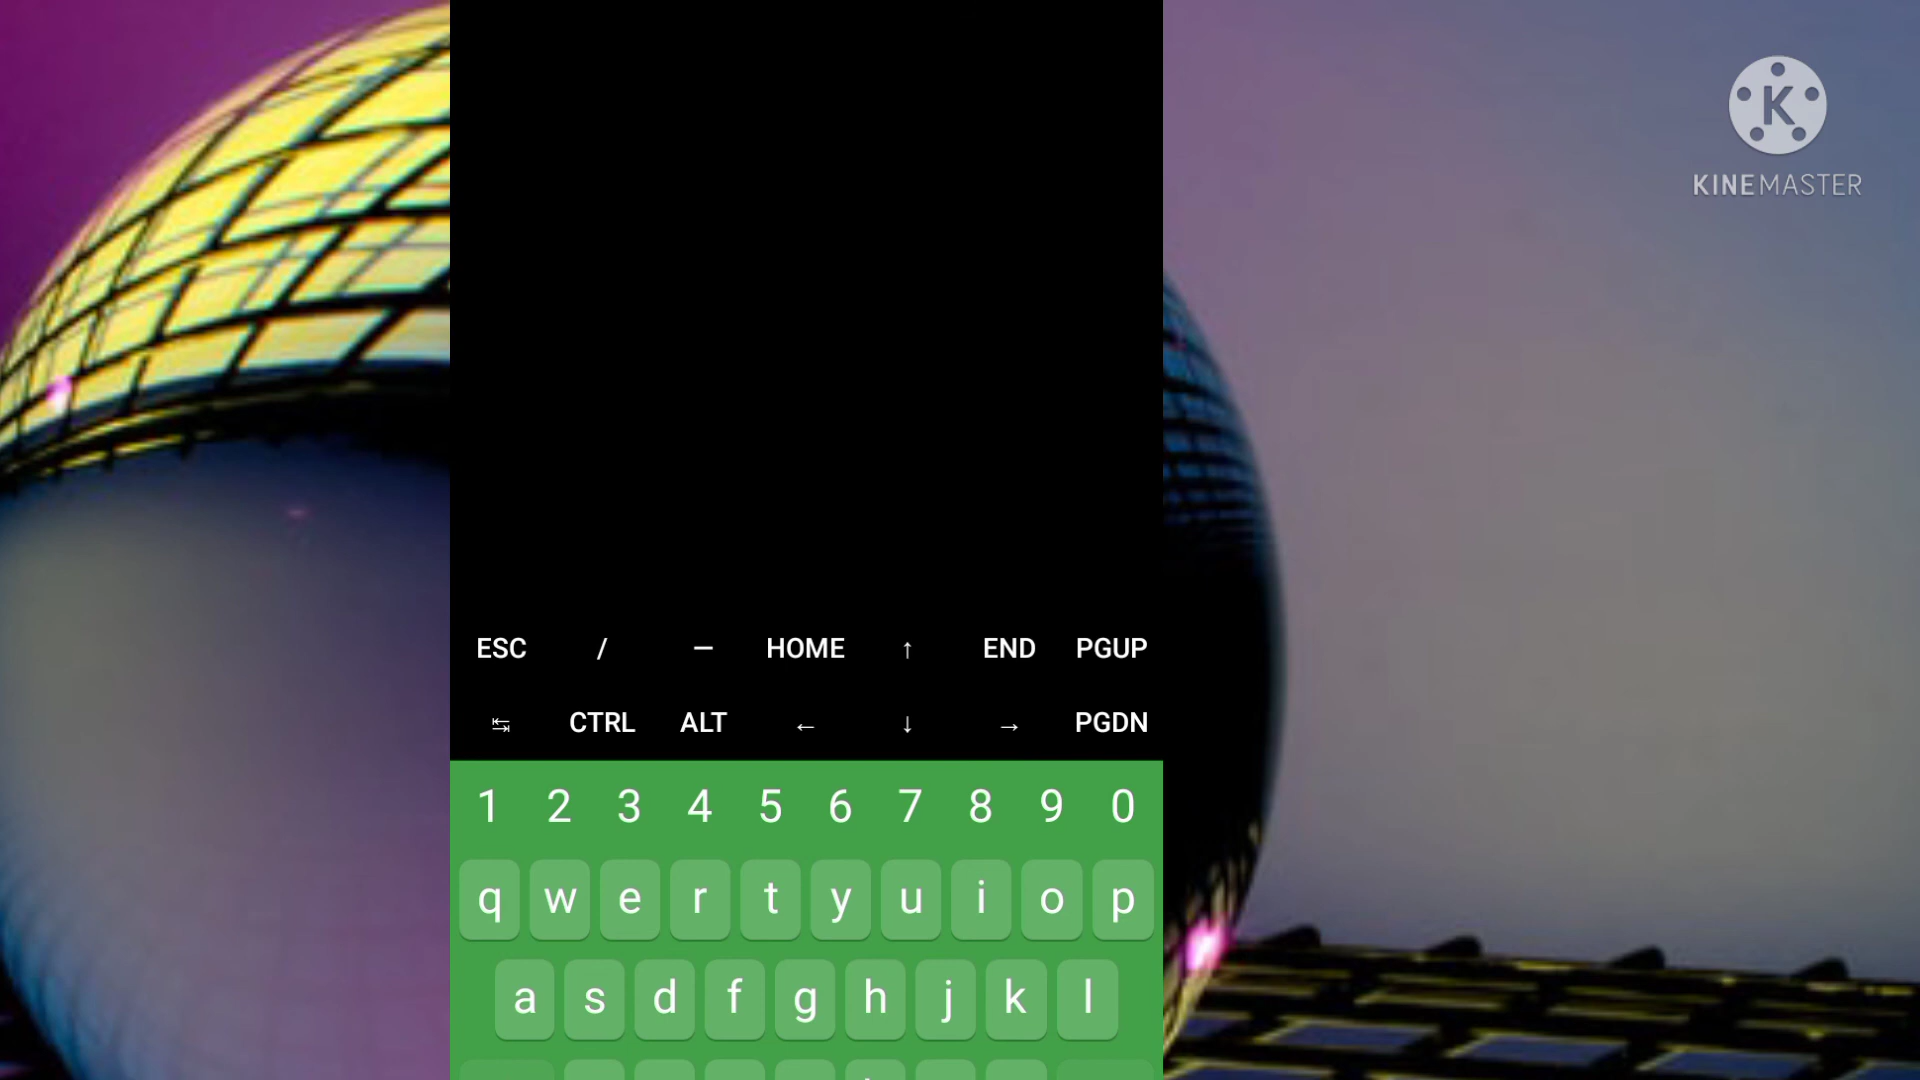 K
KINEMASTER
ESC / — HOME ↑ END PGUP
↹ CTRL ALT ← ↓ → PGDN
1 2 3 4 5 6 7 8 9 0
q w e r t y u i o p
a s d f g h j k l